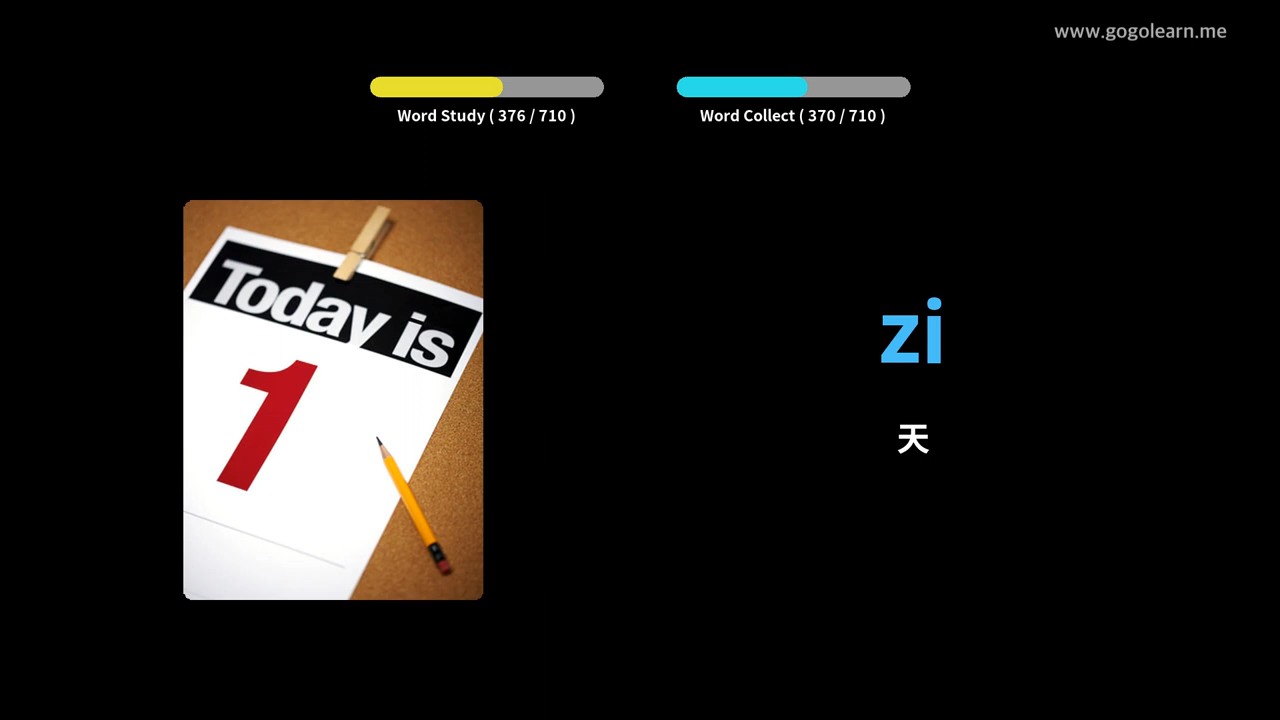 www.gogolearn.me
Word Study ( 376 / 710 )
Word Collect ( 370 / 710 )
Today is
1
zi
天